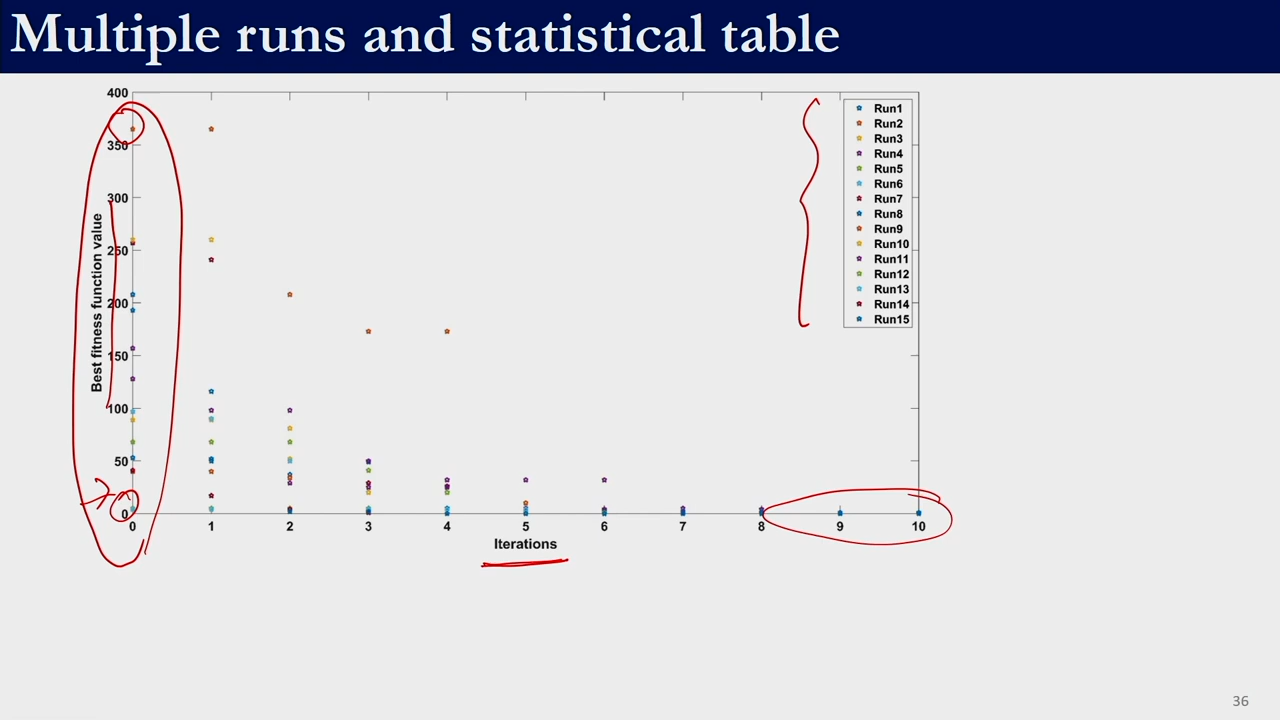 Multiple runs and statistical table
400
350
300
250
200
150
100
50
0
Best fitness function value
0 1 2 3 4 5 6 7 8 9 10
Iterations
Run1
Run2
Run3
Run4
Run5
Run6
Run7
Run8
Run9
Run10
Run11
Run12
Run13
Run14
Run15
36